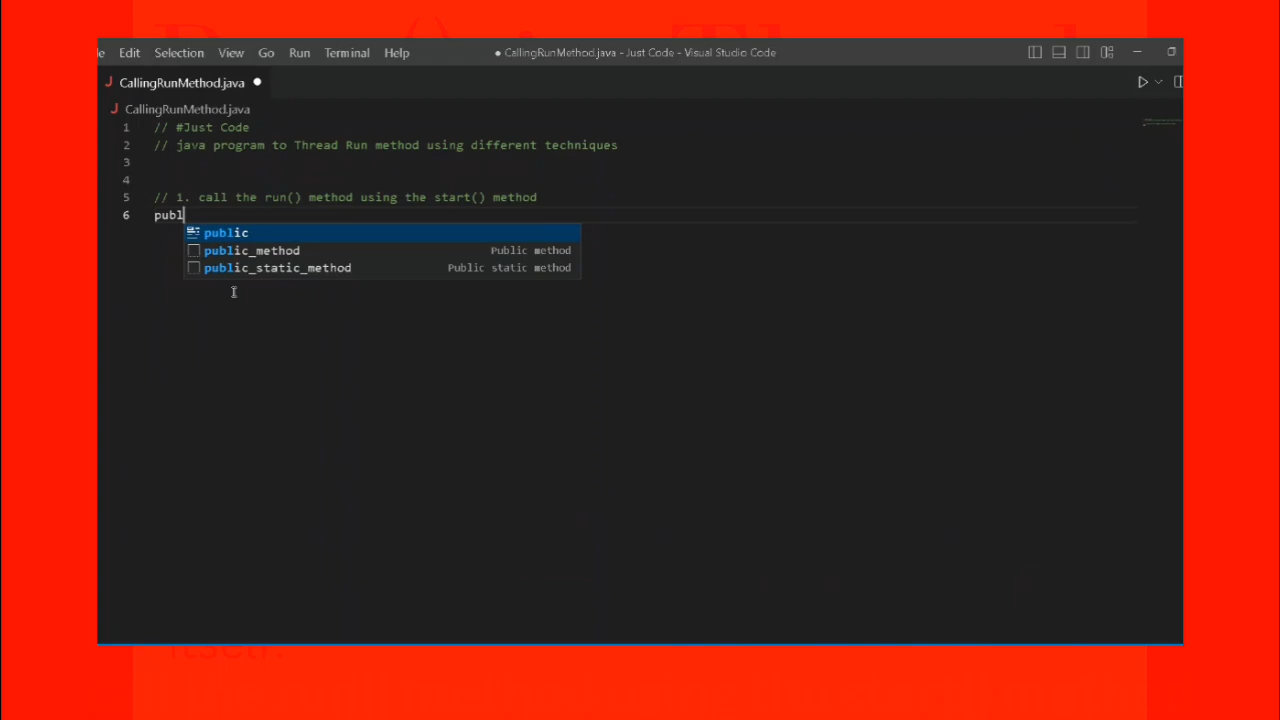 e Edit Selection View Go Run Terminal Help ● CallingRunMethod.java - Just Code - Visual Studio Code
CallingRunMethod.java ●
CallingRunMethod.java
1 // #Just Code
2 // java program to Thread Run method using different techniques
3
4
5 // 1. call the run() method using the start() method
6 publ
public
public_method Public method
public_static_method Public static method
itself.